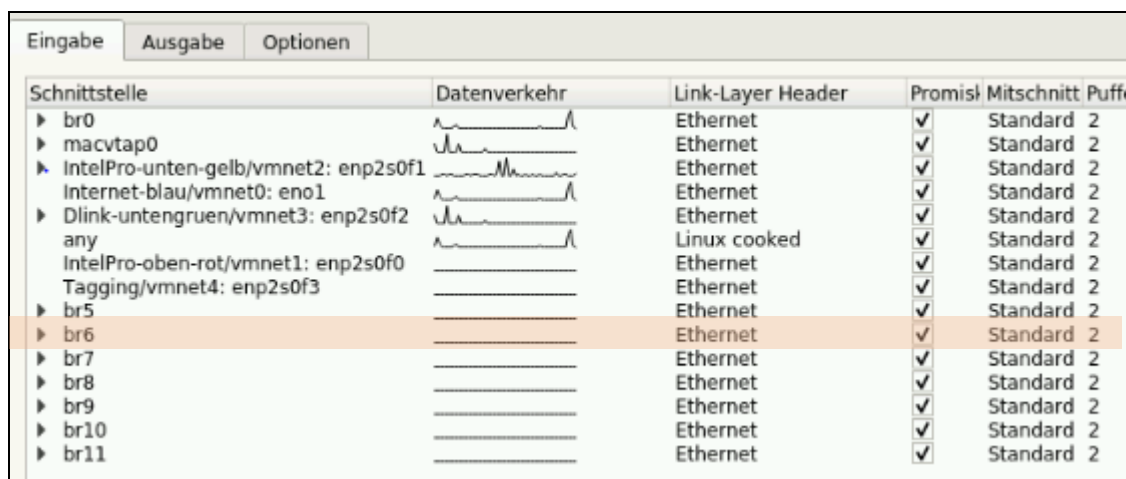 Eingabe Ausgabe Optionen
Schnittstelle Datenverkehr Link-Layer Header Promisk Mitschnitt Puffe
br0 Ethernet Standard 2
macvtap0 Ethernet Standard 2
IntelPro-unten-gelb/vmnet2: enp2s0f1 Ethernet Standard 2
Internet-blau/vmnet0: eno1 Ethernet Standard 2
Dlink-untengruen/vmnet3: enp2s0f2 Ethernet Standard 2
any Linux cooked Standard 2
IntelPro-oben-rot/vmnet1: enp2s0f0 Ethernet Standard 2
Tagging/vmnet4: enp2s0f3 Ethernet Standard 2
br5 Ethernet Standard 2
br6 Ethernet Standard 2
br7 Ethernet Standard 2
br8 Ethernet Standard 2
br9 Ethernet Standard 2
br10 Ethernet Standard 2
br11 Ethernet Standard 2